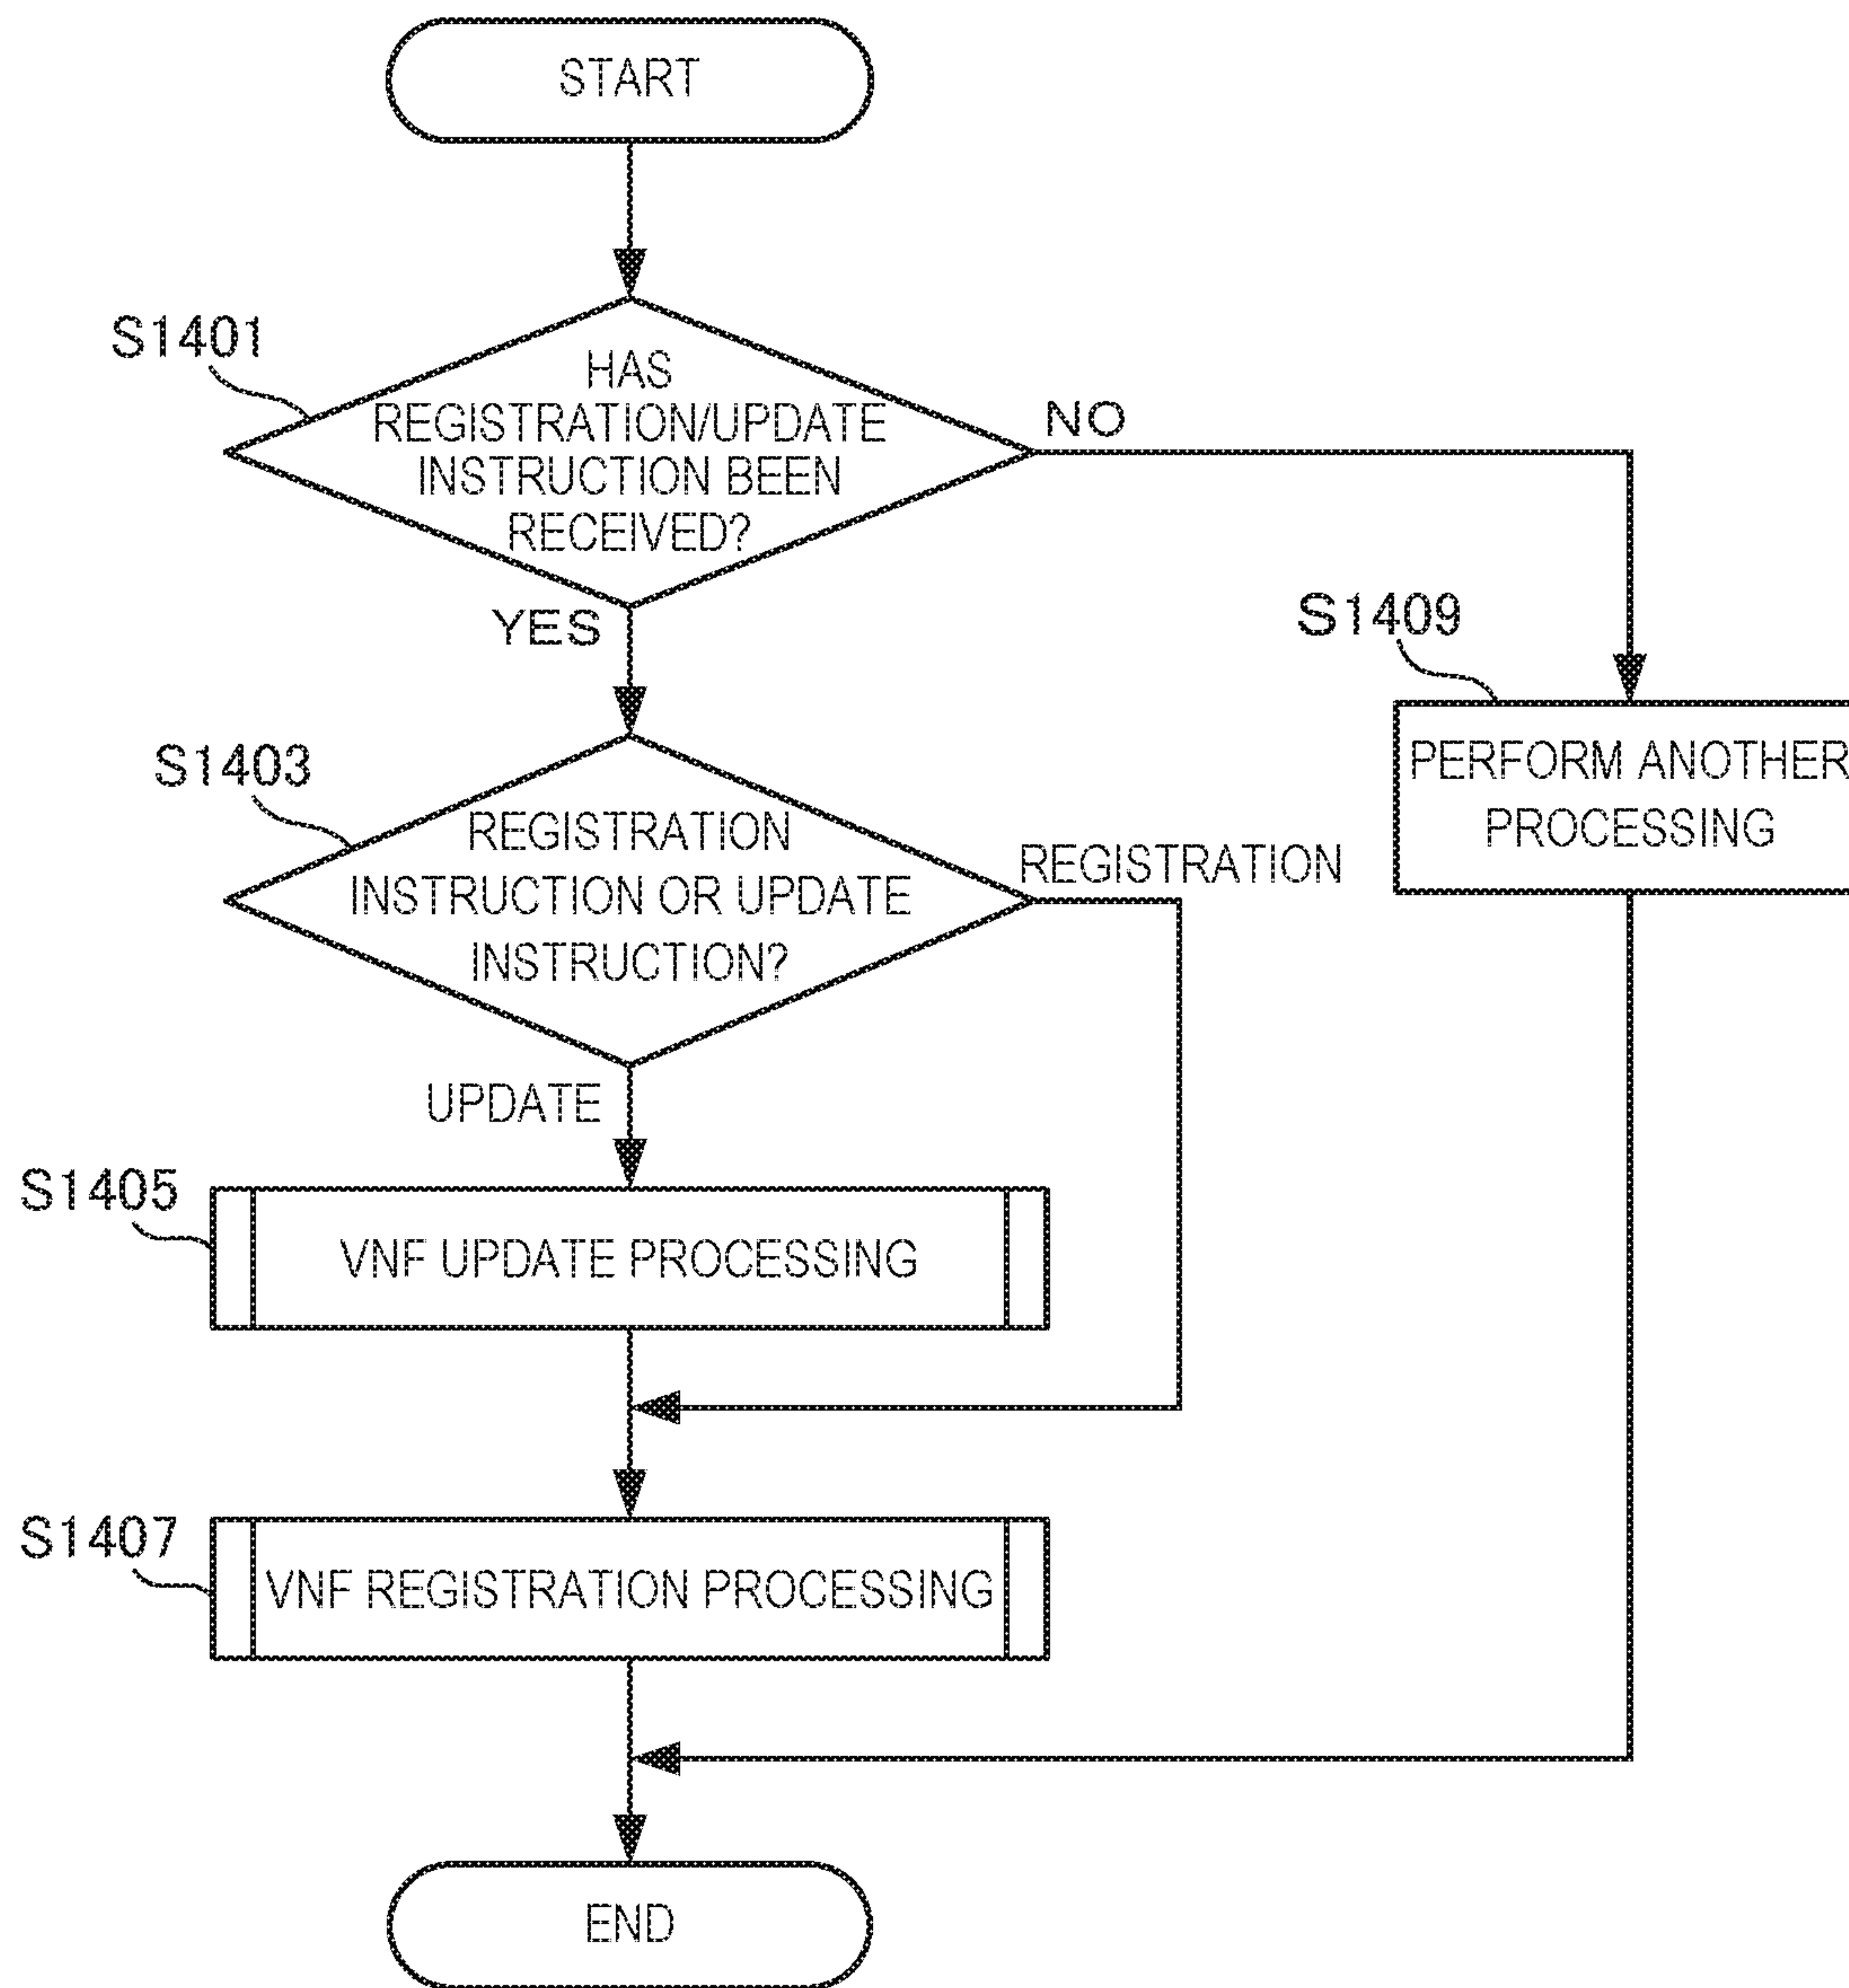 START
S1401
HAS
REGISTRATION/UPDATE
INSTRUCTION BEEN
RECEIVED?
NO
YES
S1409
PERFORM ANOTHER
PROCESSING
S1403
REGISTRATION
INSTRUCTION OR UPDATE
INSTRUCTION?
REGISTRATION
UPDATE
S1405
VNF UPDATE PROCESSING
S1407
VNF REGISTRATION PROCESSING
END